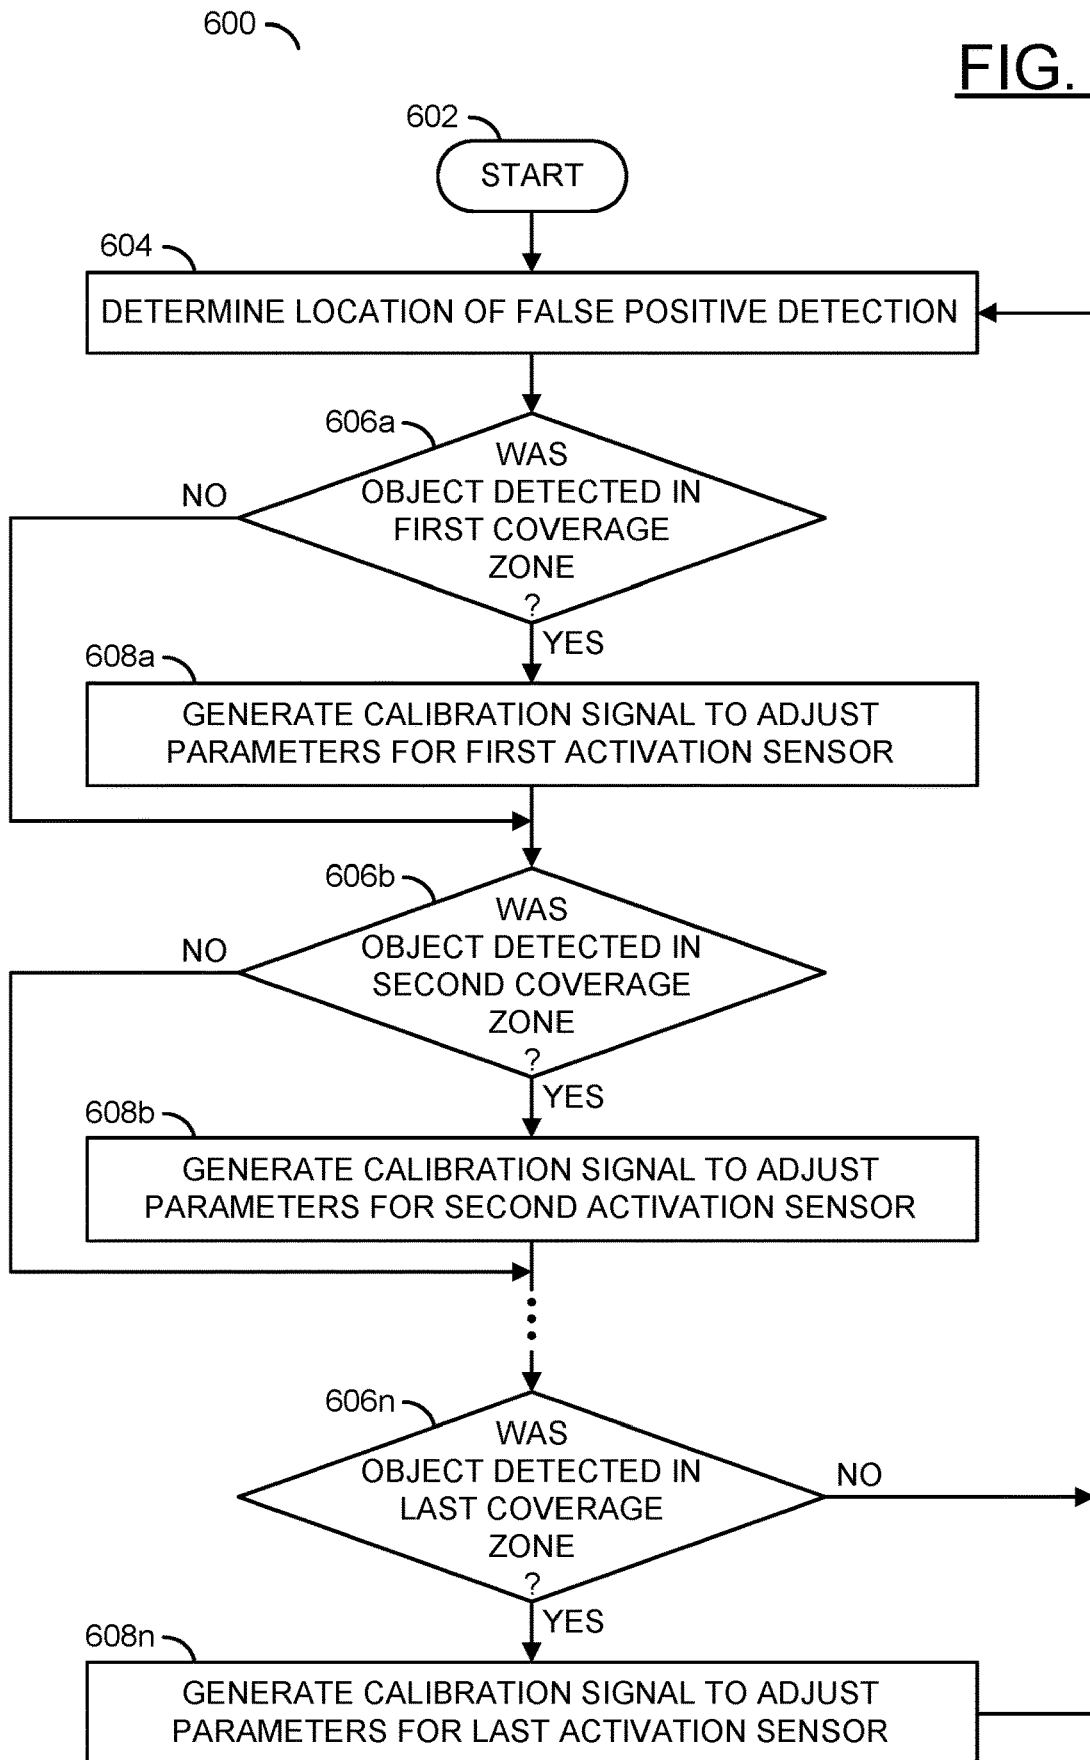 600
FIG.
602
START
604
DETERMINE LOCATION OF FALSE POSITIVE DETECTION
606a
WAS
OBJECT DETECTED IN
FIRST COVERAGE
ZONE
?
NO
YES
608a
GENERATE CALIBRATION SIGNAL TO ADJUST
PARAMETERS FOR FIRST ACTIVATION SENSOR
606b
WAS
OBJECT DETECTED IN
SECOND COVERAGE
ZONE
?
NO
YES
608b
GENERATE CALIBRATION SIGNAL TO ADJUST
PARAMETERS FOR SECOND ACTIVATION SENSOR
606n
WAS
OBJECT DETECTED IN
LAST COVERAGE
ZONE
?
NO
YES
608n
GENERATE CALIBRATION SIGNAL TO ADJUST
PARAMETERS FOR LAST ACTIVATION SENSOR